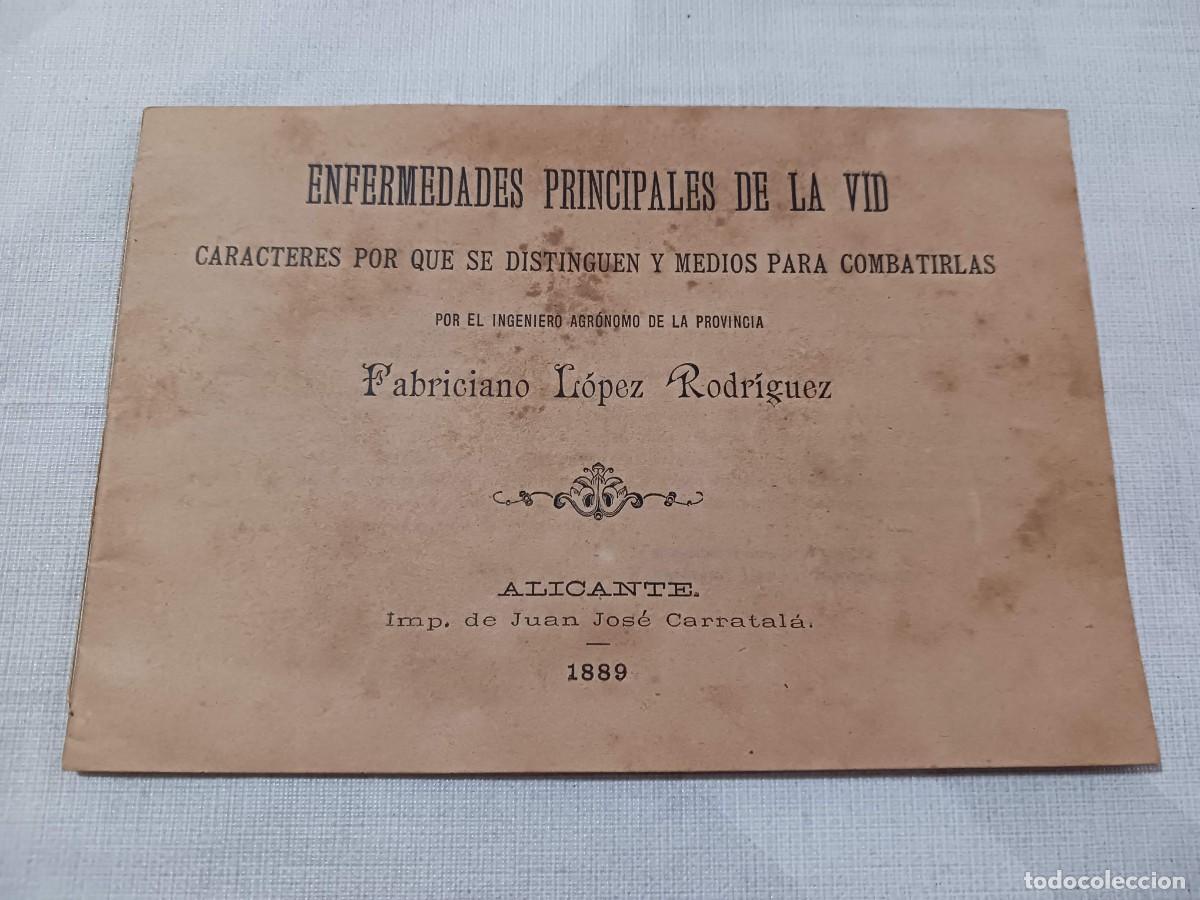 ENFERMEDADES PRINCIPALES DE LA VID
CARACTERES POR QUE SE DISTINGUEN Y MEDIOS PARA COMBATIRLAS
POR EL INGENIERO AGRÓNOMO DE LA PROVINCIA
Fabriciano López Rodríguez
ALICANTE.
Imp. de Juan José Carratalá.
1889
todocoleccion